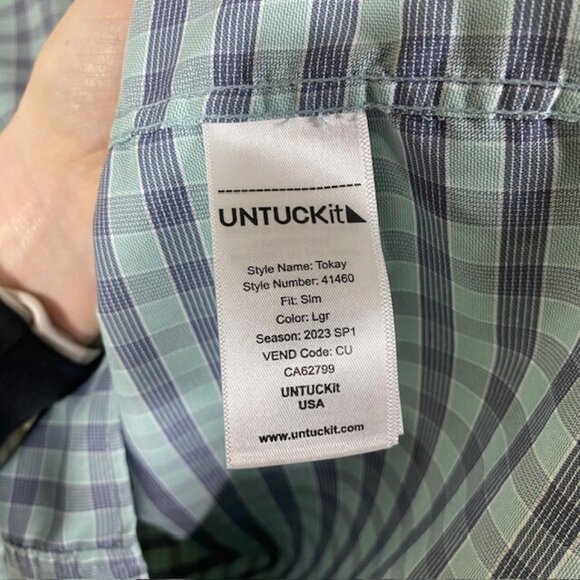 UNTUCKit
Style Name: Tokay
Style Number: 41460
Fit: Slm
Color: Lgr
Season: 2023 SP1
VEND Code: CU
CA62799
UNTUCKit
USA
www.untuckit.com